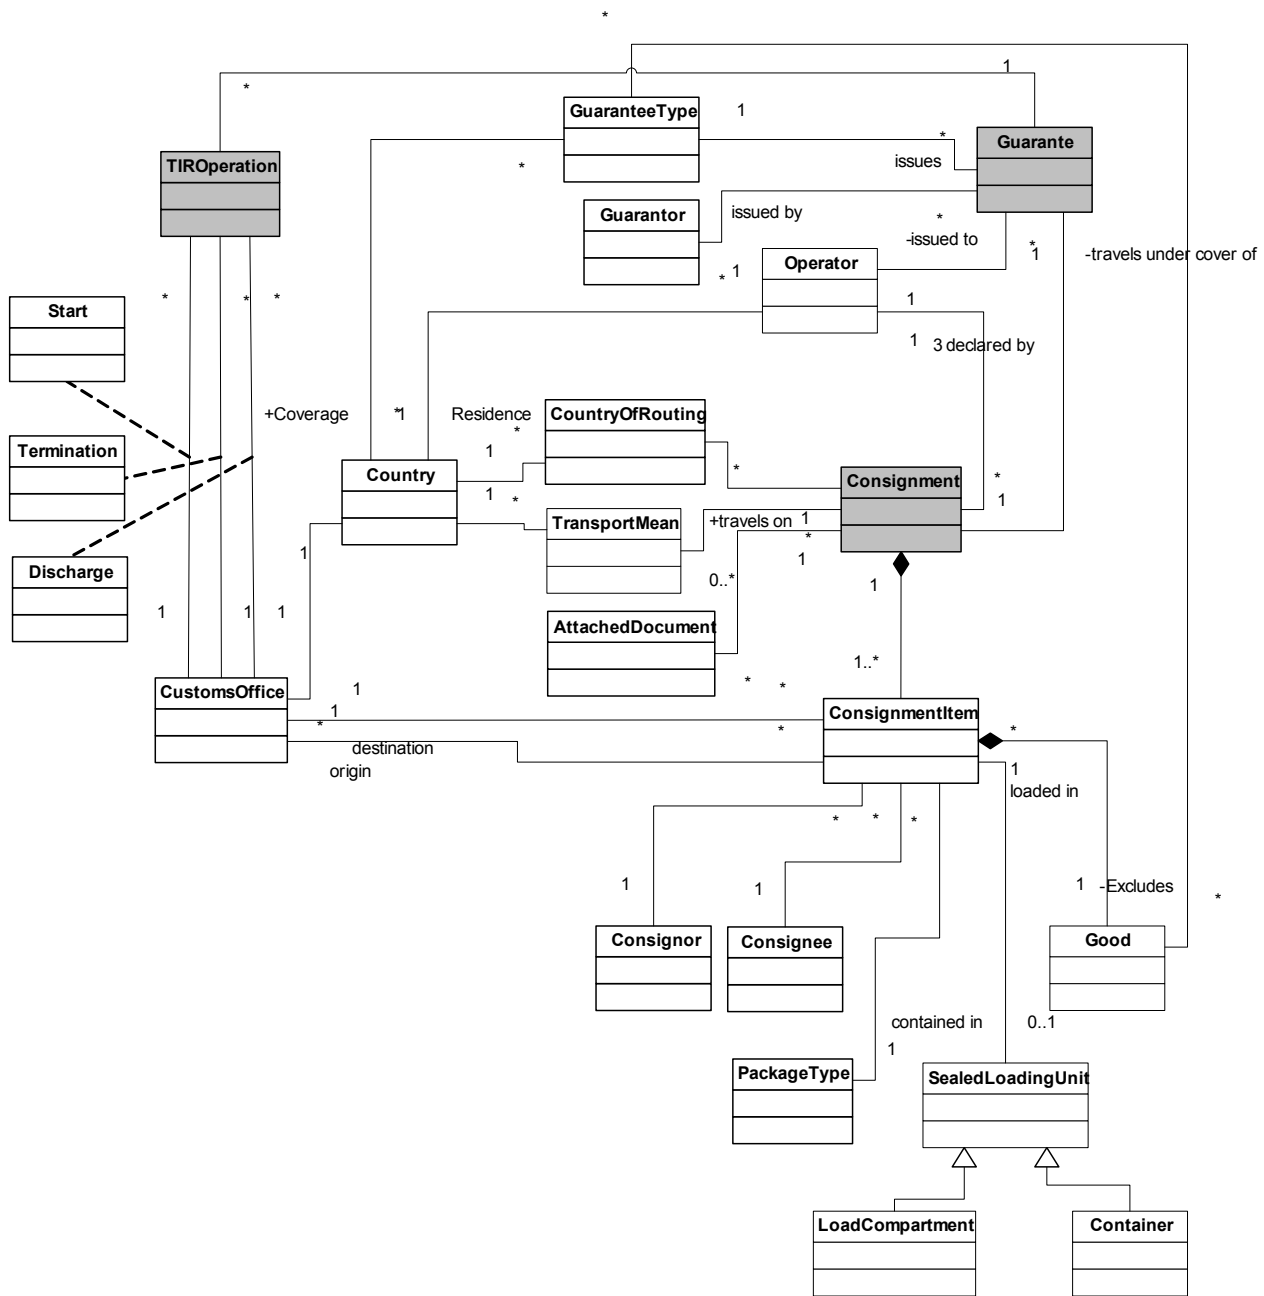 *
1
*
GuaranteeType
1
*
Guarante
TIROperation
*
issues
Guarantor
issued by
*
-issued to
*
1
-travels under cover of
*
1
Operator
*
*
*
1
Start
1
3 declared by
+Coverage
*
1
Residence
CountryOfRouting
*
Termination
1
Country
*
Consignment
*
1
*
1
TransportMean
+travels on
1
*
1
1
Discharge
0..*
1
1
1
1
AttachedDocument
1..*
CustomsOffice
1
*
*
ConsignmentItem
1
*
*
*
destination
origin
1
loaded in
*
*
*
1
1
1
-Excludes
*
Consignor
Consignee
Good
contained in
0..1
1
PackageType
SealedLoadingUnit
LoadCompartment
Container